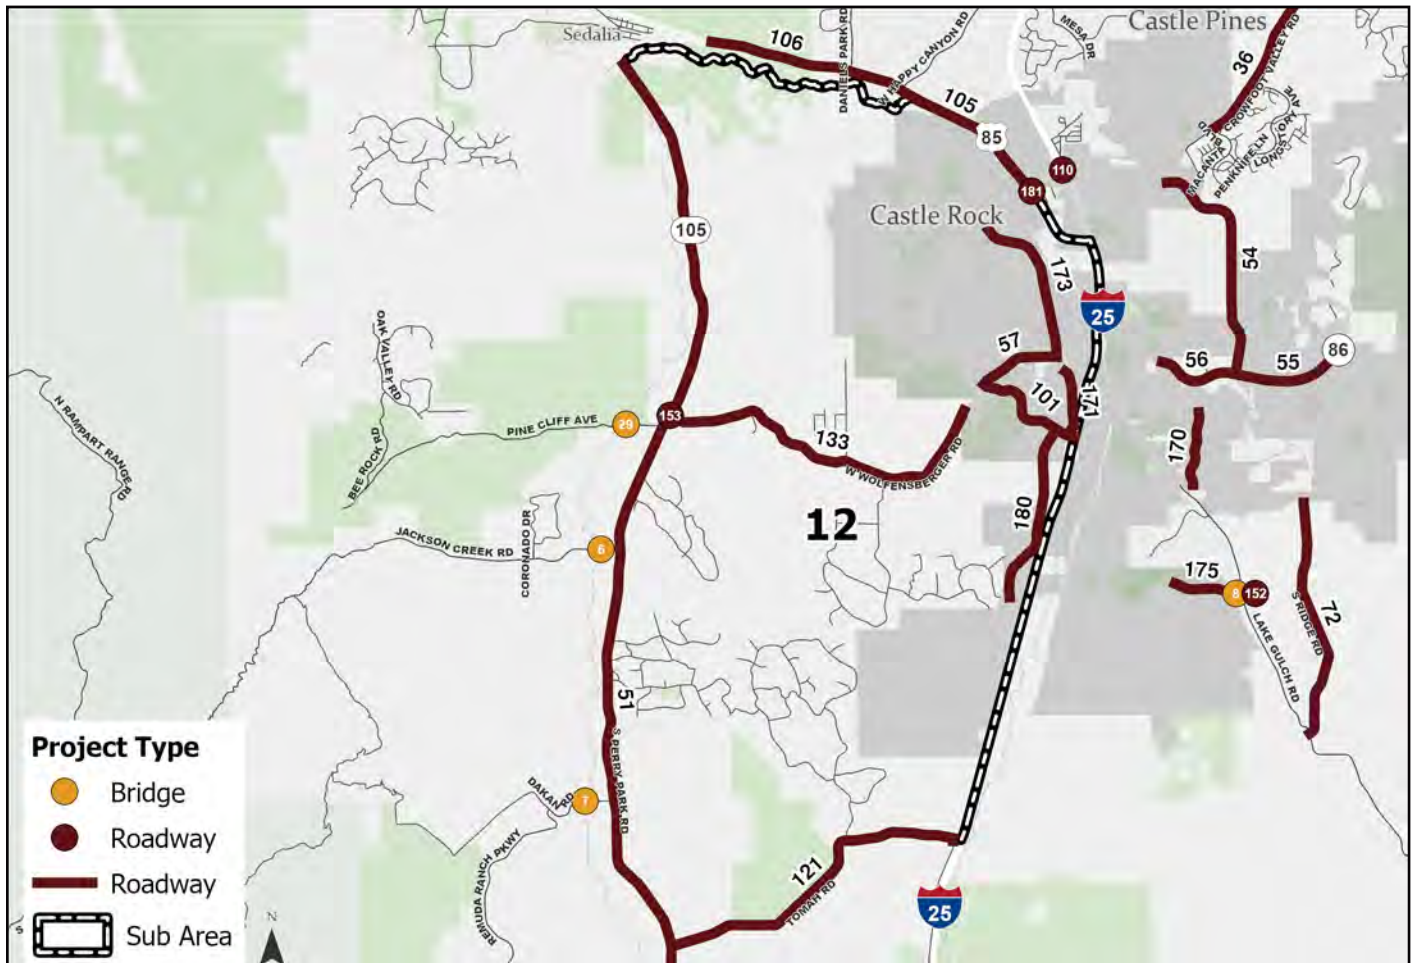 Castle Pines
MESA DR
Sedalia
106
DANIELS PARK RD
W HAPPY CANYON RD
36
CROWFOOT VALLEY RD
105
85
MACANTA BLVD
PENKNIFE LN
LONGSTORY AVE
110
181
Castle Rock
105
173
54
25
OAK VALLEY RD
57
56
55
86
N RAMPART RANGE RD
101
171
153
29
PINE CLIFF AVE
BEE ROCK RD
133
W WOLFENSBERGER RD
170
12
180
JACKSON CREEK RD
CORONADO DR
6
175
8
152
LAKE GULCH RD
S RIDGE RD
72
51
S PERRY PARK RD
DAKAN RD
7
REMUDA RANCH PKWY
121
TOMAH RD
25
Project Type
Bridge
Roadway
Roadway
Sub Area
N
S